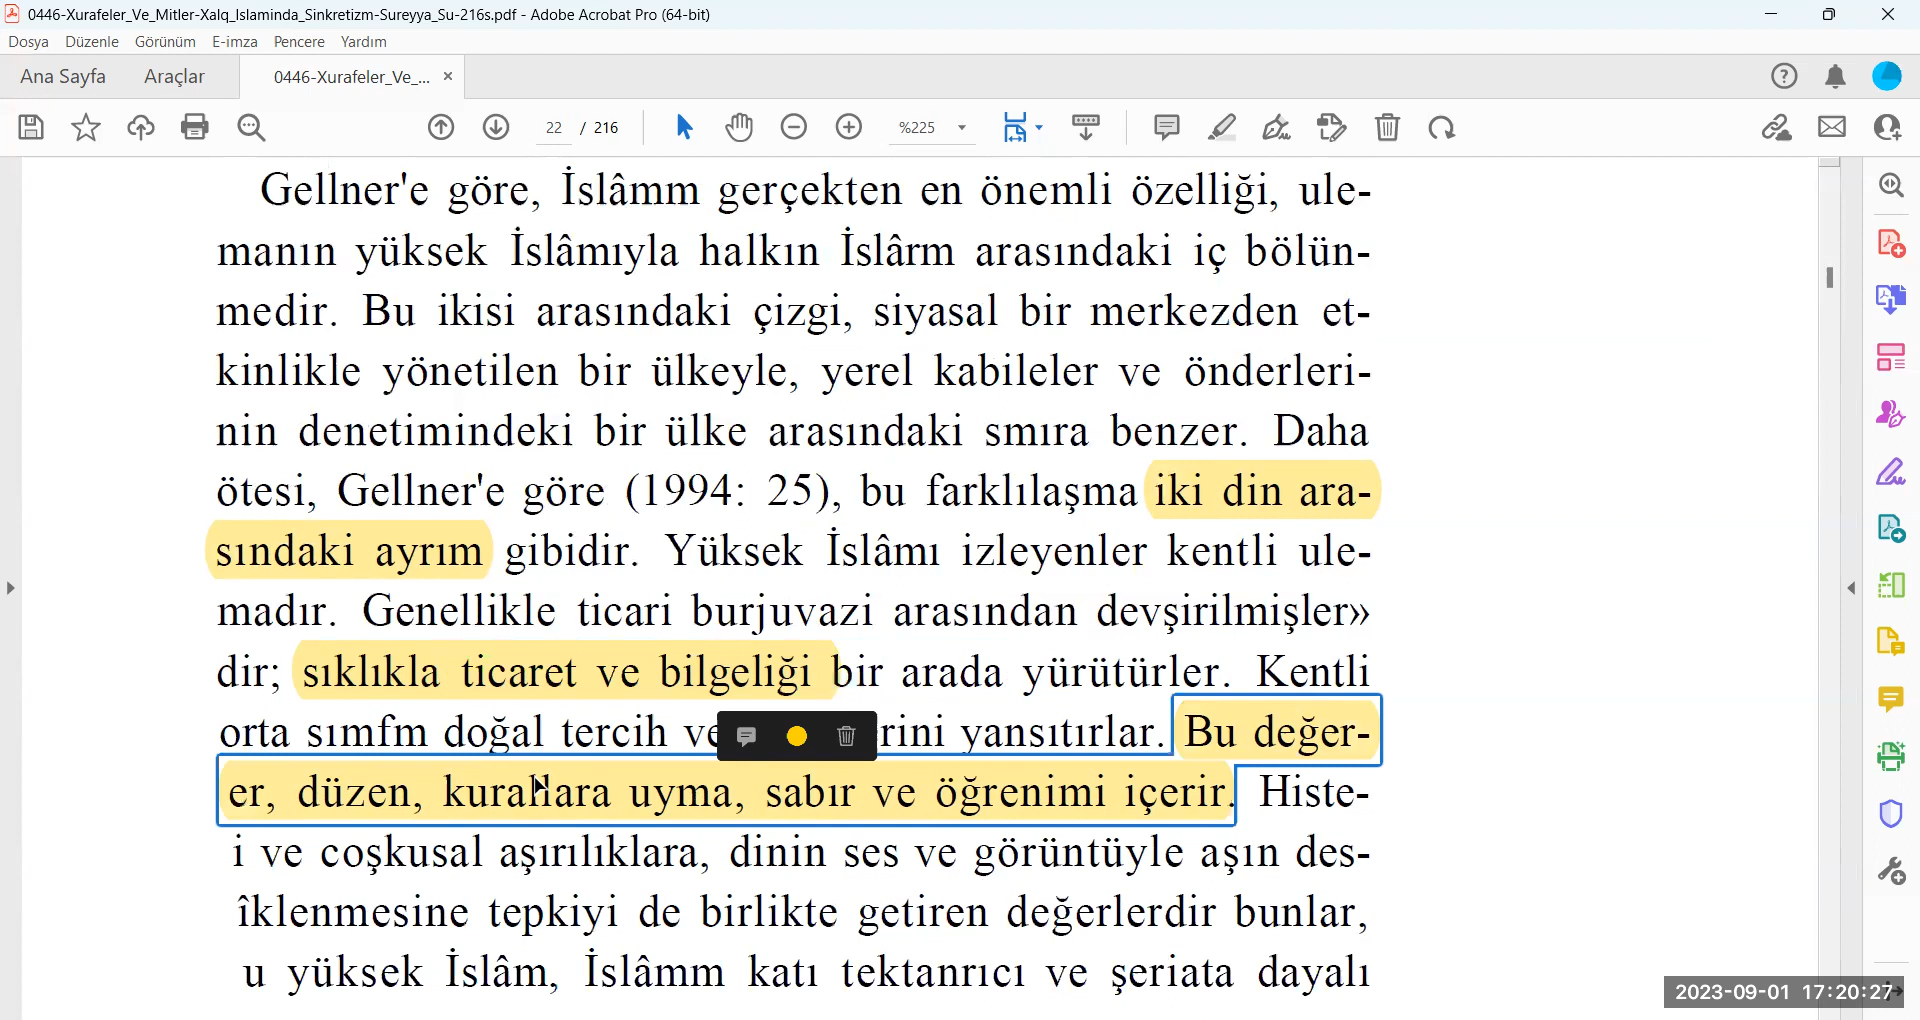 0446-Xurafeler_Ve_Mitler-Xalq_Islaminda_Sinkretizm-Sureyya_Su-216s.pdf - Adobe Acrobat Pro (64-bit)
Dosya Düzenle Görünüm E-imza Pencere Yardım
Ana Sayfa Araçlar 0446-Xurafeler_Ve_... ×
22 / 216 %225
Gellner'e göre, İslâmm gerçekten en önemli özelliği, ule-
manın yüksek İslâmıyla halkın İslârm arasındaki iç bölün-
medir. Bu ikisi arasındaki çizgi, siyasal bir merkezden et-
kinlikle yönetilen bir ülkeyle, yerel kabileler ve önderleri-
nin denetimindeki bir ülke arasındaki smıra benzer. Daha
ötesi, Gellner'e göre (1994: 25), bu farklılaşma iki din ara-
sındaki ayrım gibidir. Yüksek İslâmı izleyenler kentli ule-
madır. Genellikle ticari burjuvazi arasından devşirilmişler»
dir; sıklıkla ticaret ve bilgeliği bir arada yürütürler. Kentli
orta sımfm doğal tercih ve rini yansıtırlar. Bu değer-
er, düzen, kurallara uyma, sabır ve öğrenimi içerir. Histe-
i ve coşkusal aşırılıklara, dinin ses ve görüntüyle aşın des-
îklenmesine tepkiyi de birlikte getiren değerlerdir bunlar,
u yüksek İslâm, İslâmm katı tektanrıcı ve şeriata dayalı
2023-09-01 17:20:27